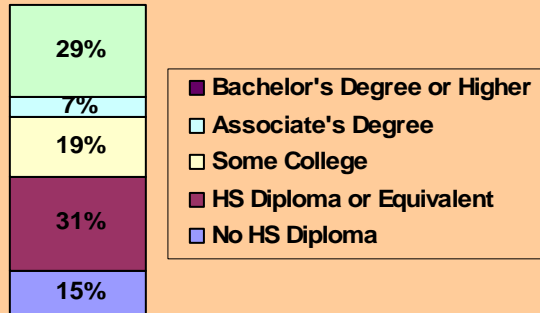 29%
7%
19%
31%
15%
Bachelor's Degree or Higher
Associate's Degree
Some College
HS Diploma or Equivalent
No HS Diploma